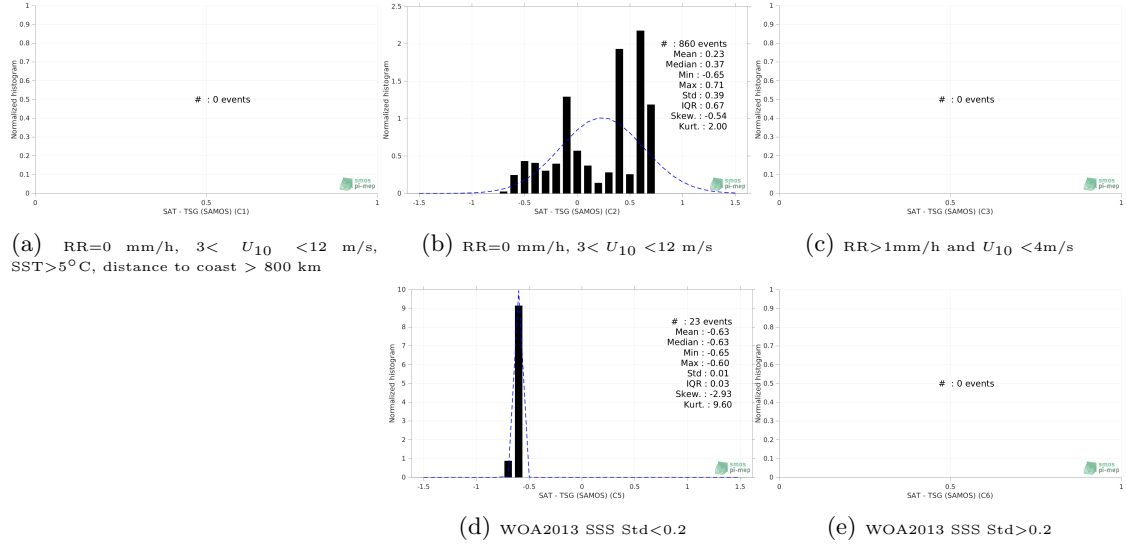 1
0.9
0.8
0.7
0.6
0.5
0.4
0.3
0.2
0.1
0
0
0.5
1
Normalized histogram
# : 0 events
SAT - TSG (SAMOS) (C1)
smos
pi-mep
(a) RR=0 mm/h, 3< U10 <12 m/s,
SST>5°C, distance to coast > 800 km
2.5
2
1.5
1
0.5
0
-1.5
-1
-0.5
0
0.5
1
1.5
Normalized histogram
# : 860 events
Mean : 0.23
Median : 0.37
Min : -0.65
Max : 0.71
Std : 0.39
IQR : 0.67
Skew. : -0.54
Kurt. : 2.00
SAT - TSG (SAMOS) (C2)
smos
pi-mep
(b) RR=0 mm/h, 3< U10 <12 m/s
1
0.9
0.8
0.7
0.6
0.5
0.4
0.3
0.2
0.1
0
0
0.5
1
Normalized histogram
# : 0 events
SAT - TSG (SAMOS) (C3)
smos
pi-mep
(c) RR>1mm/h and U10 <4m/s
10
9
8
7
6
5
4
3
2
1
0
-1.5
-1
-0.5
0
0.5
1
1.5
Normalized histogram
# : 23 events
Mean : -0.63
Median : -0.63
Min : -0.65
Max : -0.60
Std : 0.01
IQR : 0.03
Skew. : -2.93
Kurt. : 9.60
SAT - TSG (SAMOS) (C5)
smos
pi-mep
(d) WOA2013 SSS Std<0.2
1
0.9
0.8
0.7
0.6
0.5
0.4
0.3
0.2
0.1
0
0
0.5
1
Normalized histogram
# : 0 events
SAT - TSG (SAMOS) (C6)
smos
pi-mep
(e) WOA2013 SSS Std>0.2